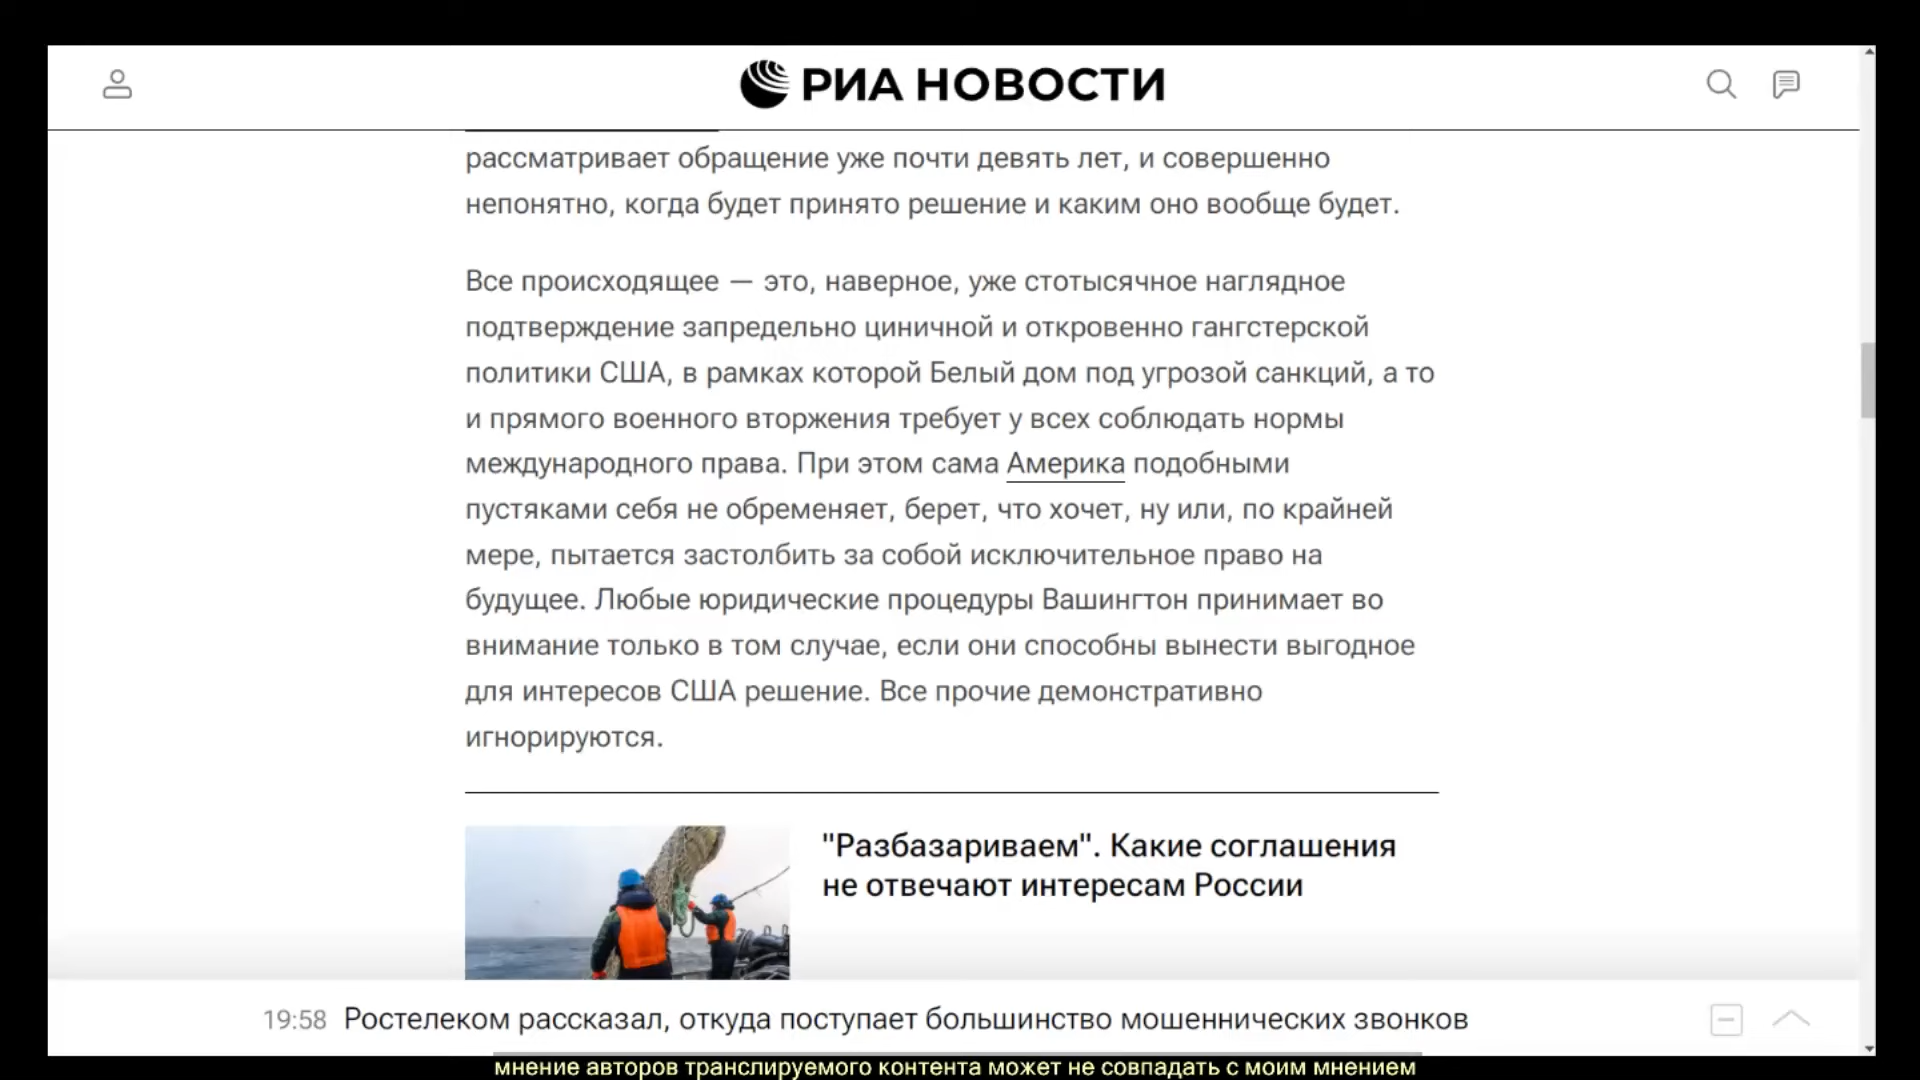 РИА НОВОСТИ
рассматривает обращение уже почти девять лет, и совершенно
непонятно, когда будет принято решение и каким оно вообще будет.
Все происходящее — это, наверное, уже стотысячное наглядное
подтверждение запредельно циничной и откровенно гангстерской
политики США, в рамках которой Белый дом под угрозой санкций, а то
и прямого военного вторжения требует у всех соблюдать нормы
международного права. При этом сама Америка подобными
пустяками себя не обременяет, берет, что хочет, ну или, по крайней
мере, пытается застолбить за собой исключительное право на
будущее. Любые юридические процедуры Вашингтон принимает во
внимание только в том случае, если они способны вынести выгодное
для интересов США решение. Все прочие демонстративно
игнорируются.
"Разбазариваем". Какие соглашения
не отвечают интересам России
19:58 Ростелеком рассказал, откуда поступает большинство мошеннических звонков
мнение авторов транслируемого контента может не совпадать с моим мнением